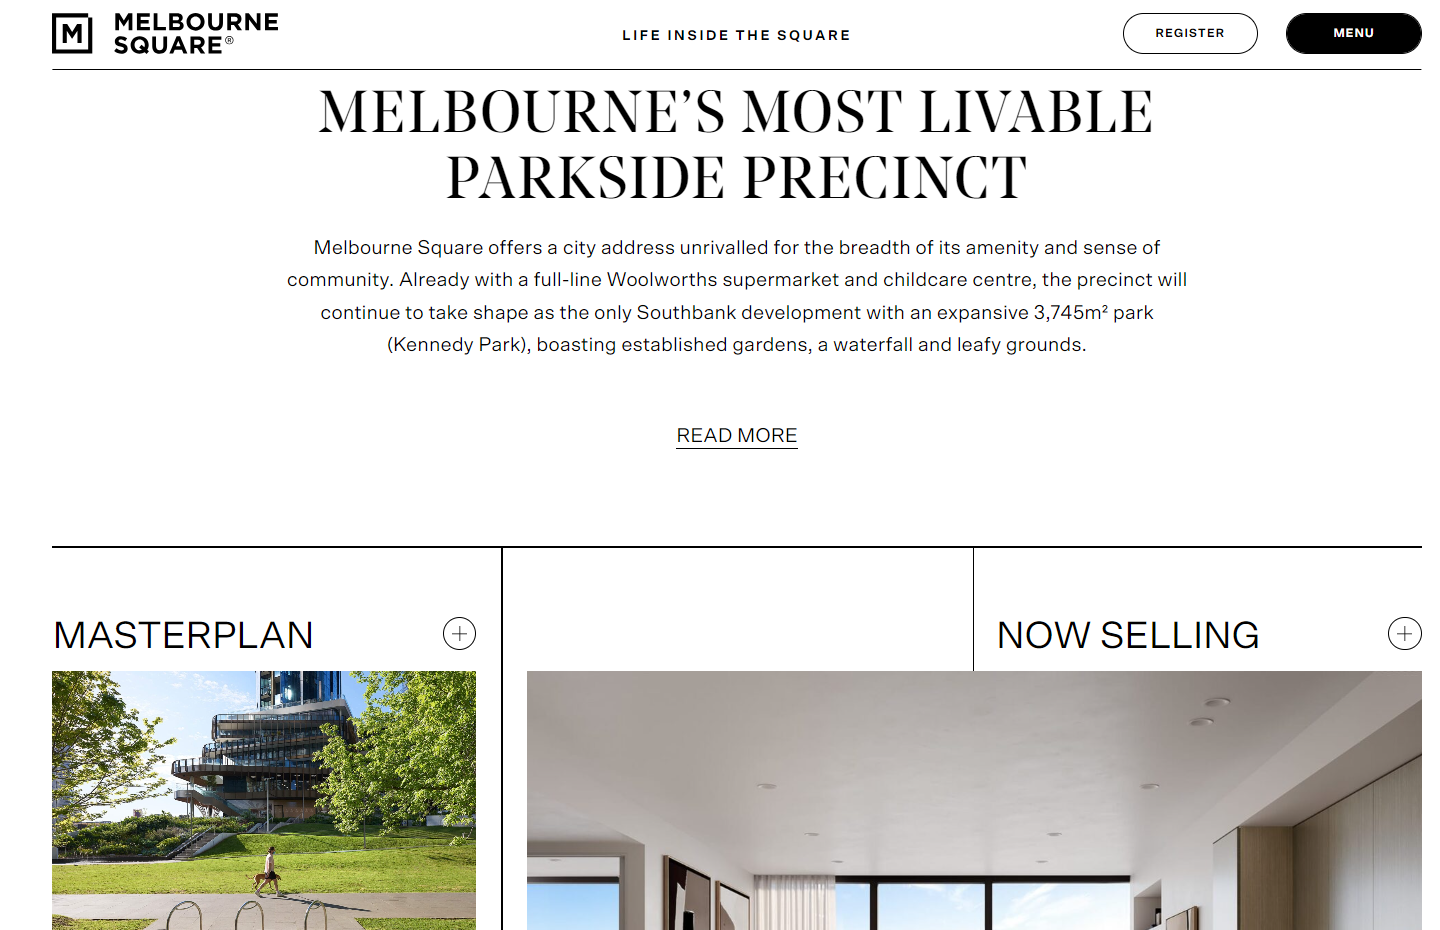 MELBOURNE
SQUARE®
LIFE INSIDE THE SQUARE
REGISTER
MENU
MELBOURNE’S MOST LIVABLE
PARKSIDE PRECINCT
Melbourne Square offers a city address unrivalled for the breadth of its amenity and sense of
community. Already with a full-line Woolworths supermarket and childcare centre, the precinct will
continue to take shape as the only Southbank development with an expansive 3,745m² park
(Kennedy Park), boasting established gardens, a waterfall and leafy grounds.
READ MORE
MASTERPLAN
NOW SELLING